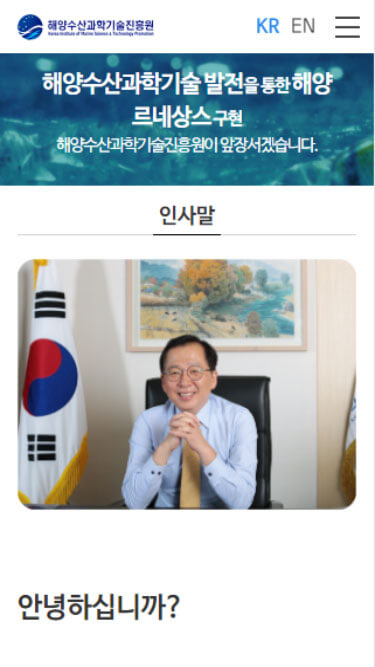 해양수산과학기술진흥원
Korea Institute of Marine Science & Technology Promotion
KR EN
해양수산과학기술 발전을 통한 해양
르네상스 구현
해양수산과학기술진흥원이 앞장서겠습니다.
인사말
안녕하십니까?